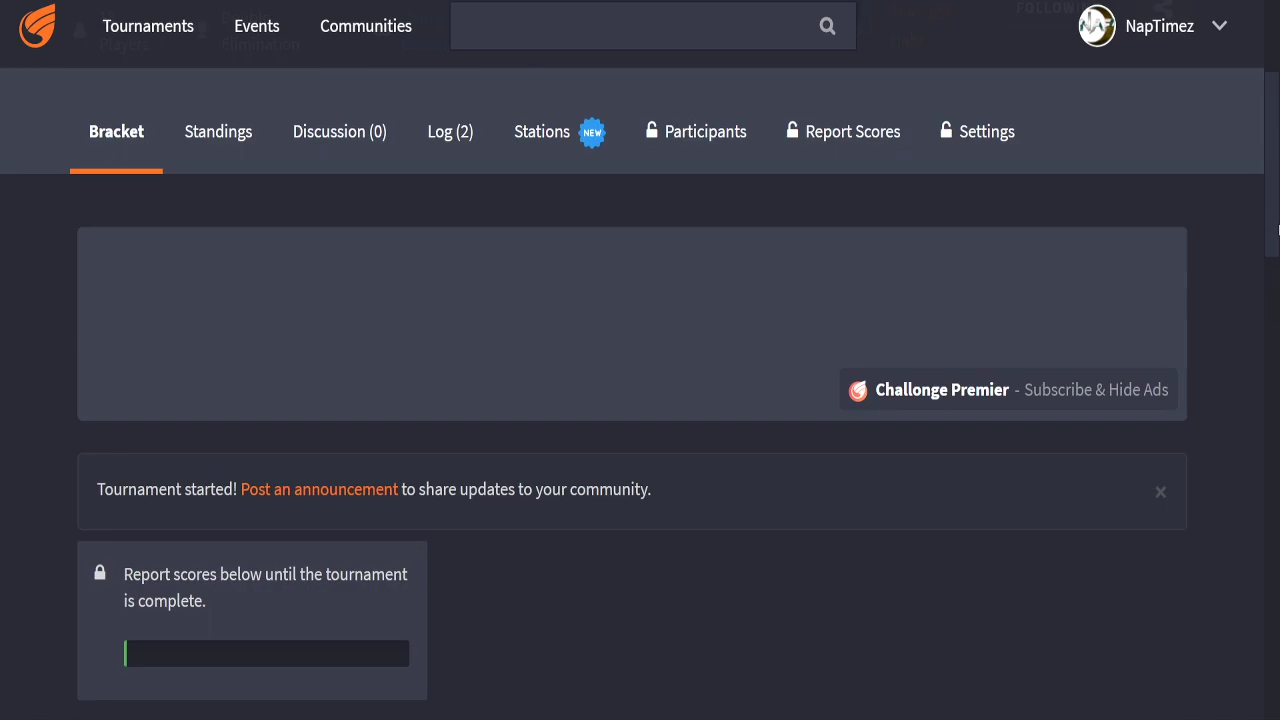 Tournaments Events Communities NapTimez
Bracket Standings Discussion (0) Log (2) Stations NEW Participants Report Scores Settings
Challonge Premier - Subscribe & Hide Ads
Tournament started! Post an announcement to share updates to your community. ×
Report scores below until the tournament
is complete.